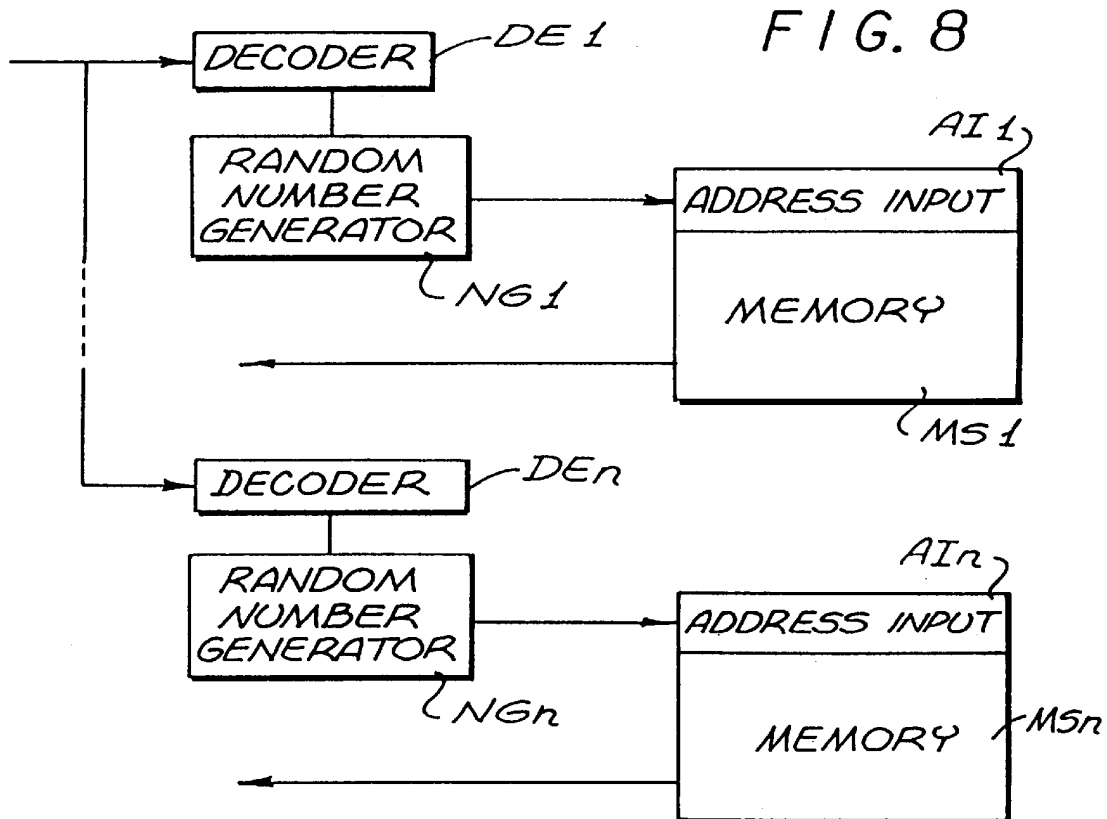 FIG. 8
DECODER
DE1
RANDOM
NUMBER
GENERATOR
NG1
AI1
ADDRESS INPUT
MEMORY
MS1
DECODER
DEn
RANDOM
NUMBER
GENERATOR
NGn
AIn
ADDRESS INPUT
MEMORY
MSn